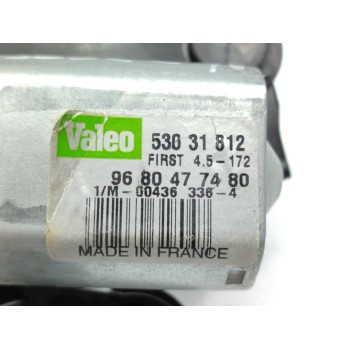 Valeo 530 31 812
FIRST 4.5-172
96 80 47 74 80
1/M-00436 336-4
MADE IN FRANCE